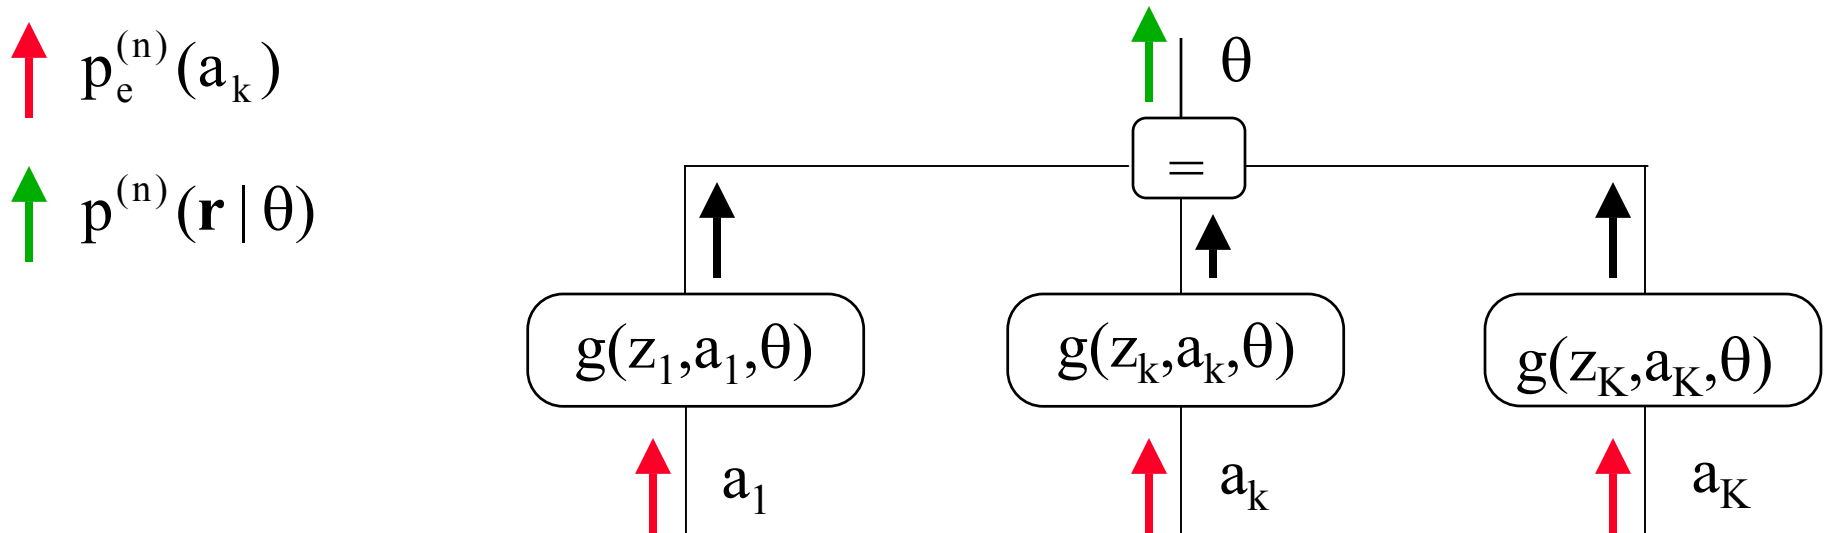 p_e^(n)(a_k)
p^(n)(r | θ)
θ
=
g(z_1,a_1,θ)
g(z_k,a_k,θ)
g(z_K,a_K,θ)
a_1
a_k
a_K